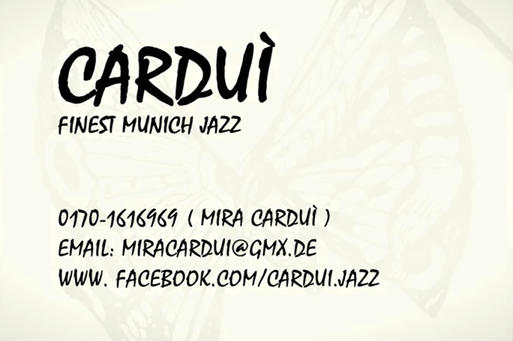 CARDUÌ
FINEST MUNICH JAZZ
0170-1616969 ( MIRA CARDUÌ )
EMAIL: MIRACARDUI@GMX.DE
WWW. FACEBOOK.COM/CARDUI.JAZZ